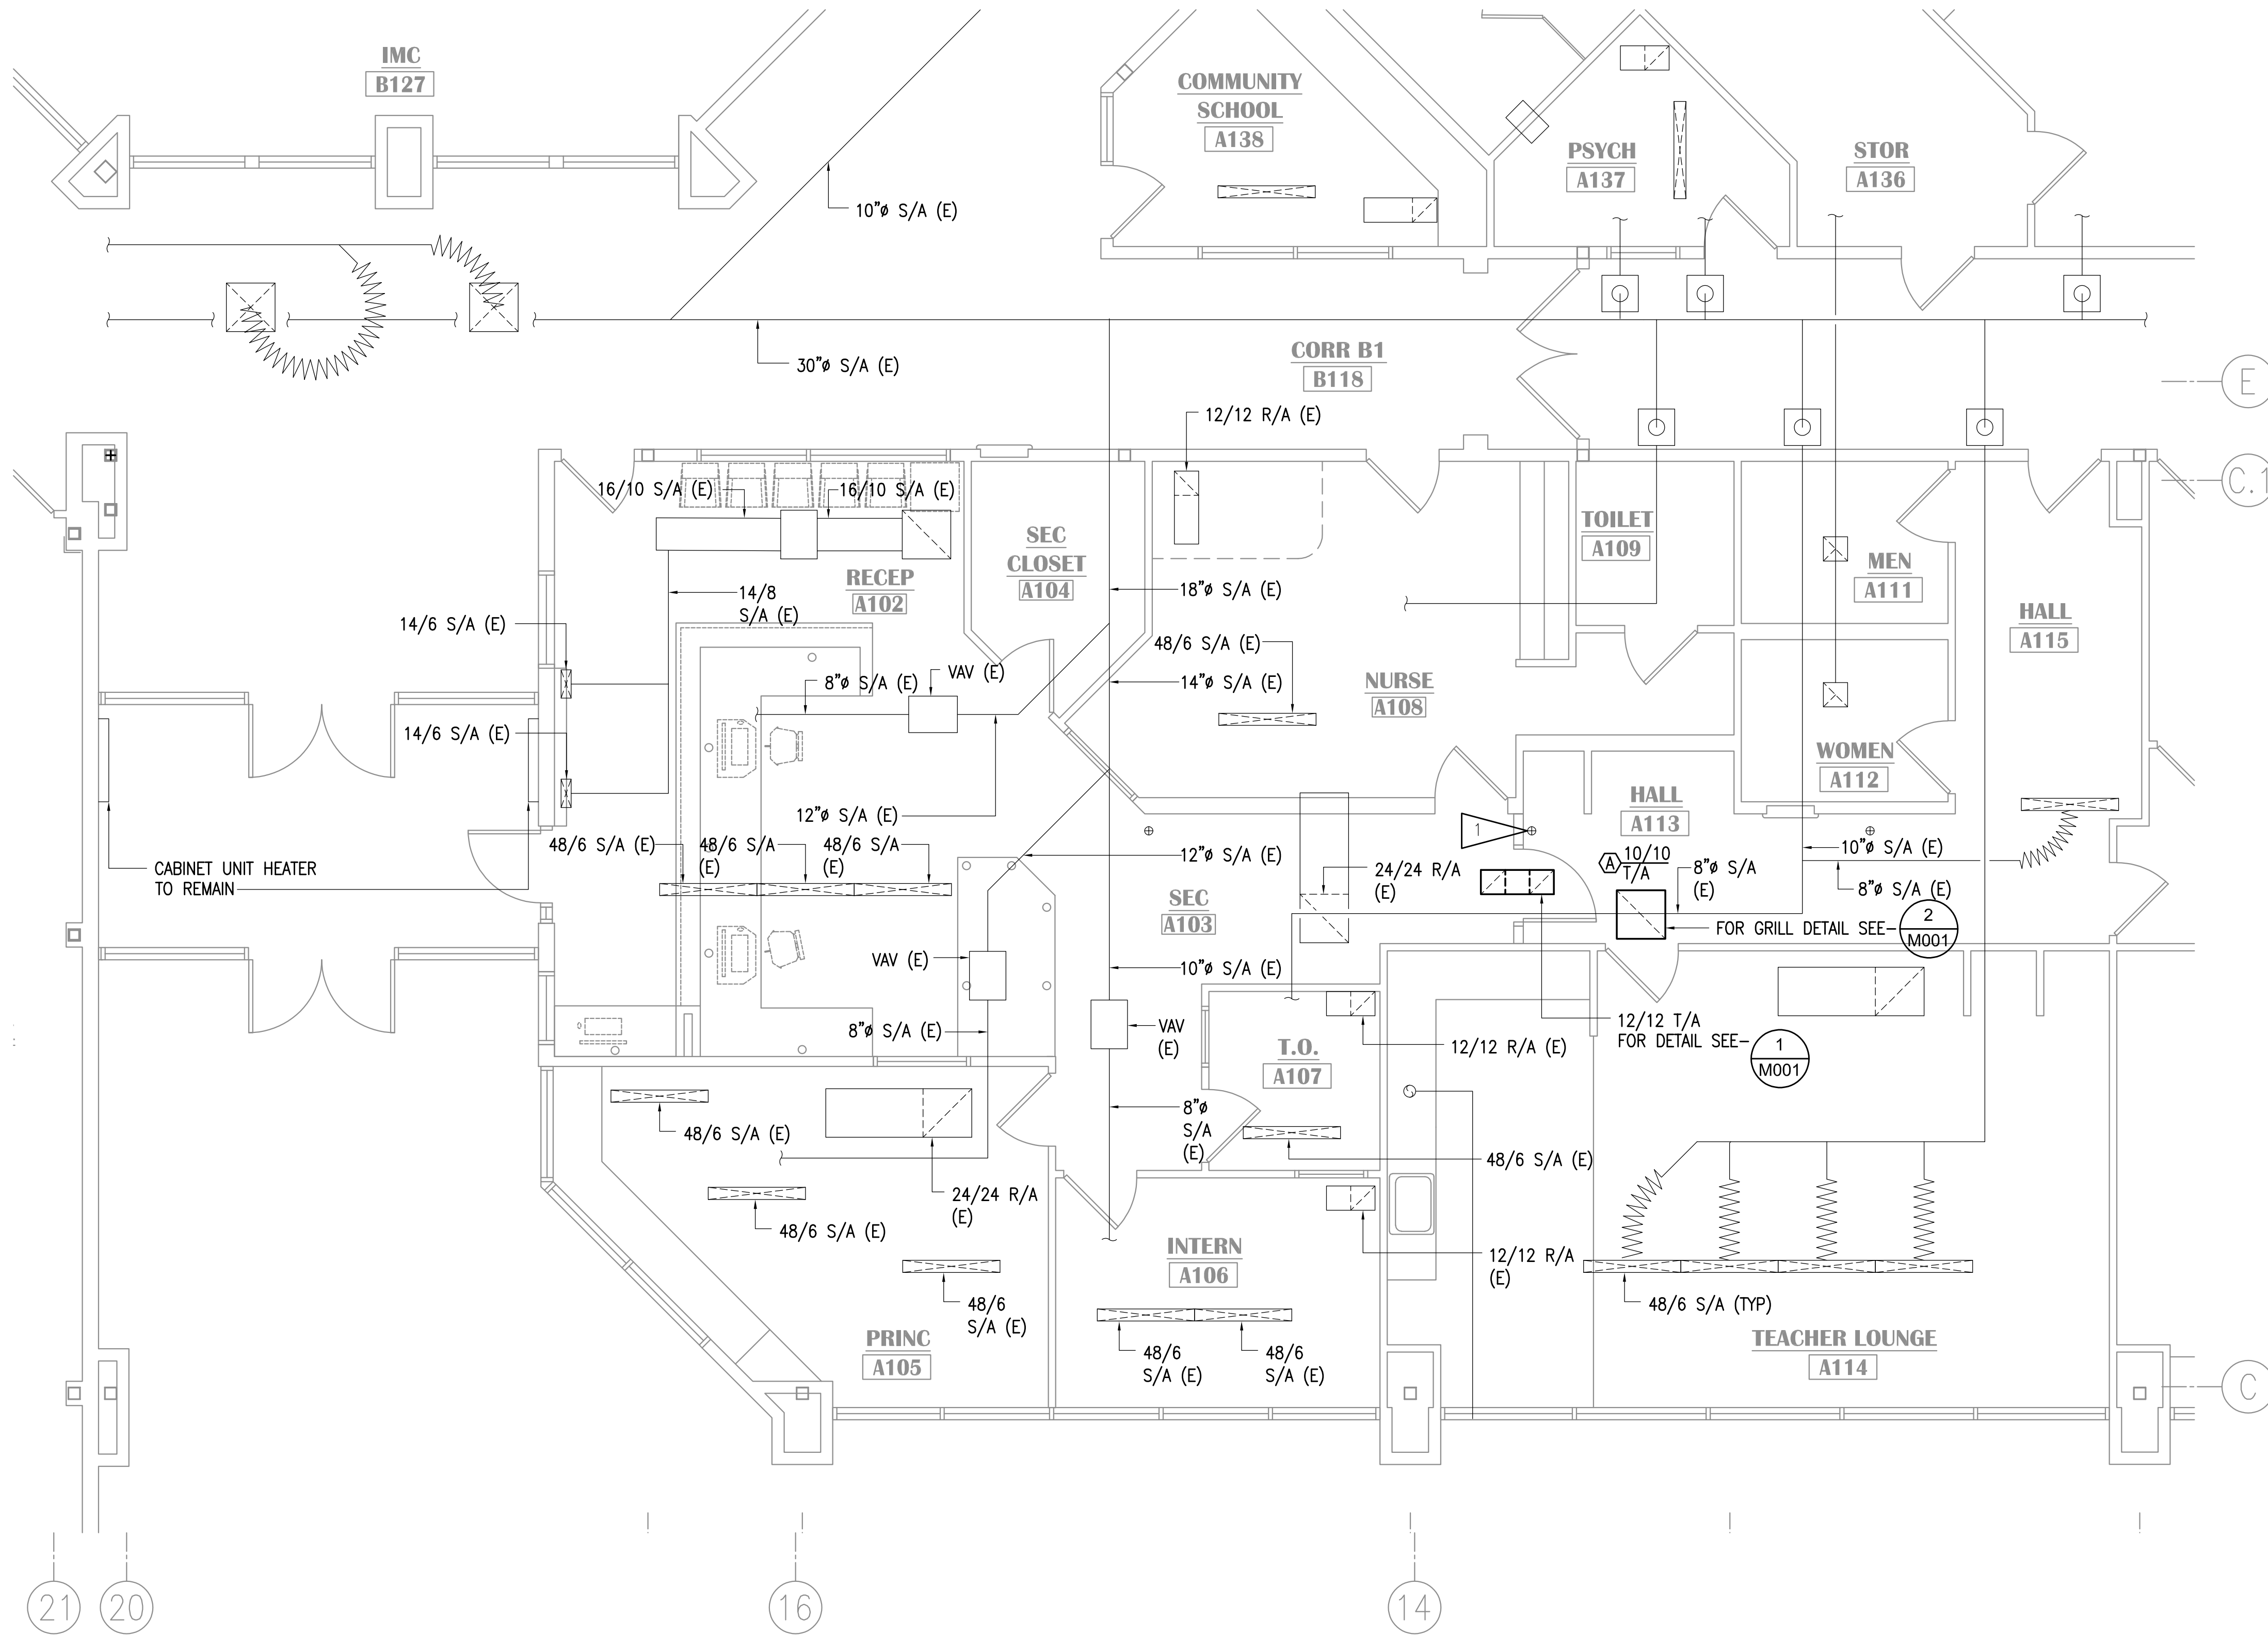 IMC
B127
COMMUNITY
SCHOOL
A138
PSYCH
A137
STOR
A136
10"ø S/A (E)
30"ø S/A (E)
CORR B1
B118
E
12/12 R/A (E)
C.1
16/10 S/A (E)
16/10 S/A (E)
SEC
CLOSET
A104
TOILET
A109
MEN
A111
RECEP
A102
14/8
S/A (E)
18"ø S/A (E)
14/6 S/A (E)
HALL
A115
48/6 S/A (E)
VAV (E)
8"ø S/A (E)
14"ø S/A (E)
NURSE
A108
14/6 S/A (E)
WOMEN
A112
12"ø S/A (E)
HALL
A113
1
48/6 S/A (E)
48/6 S/A
(E)
48/6 S/A
(E)
12"ø S/A (E)
10"ø S/A (E)
CABINET UNIT HEATER
TO REMAIN
24/24 R/A
(E)
A
10/10
T/A
8"ø S/A
(E)
8"ø S/A (E)
SEC
A103
FOR GRILL DETAIL SEE
2
M001
VAV (E)
10"ø S/A (E)
8"ø S/A (E)
VAV
(E)
T.O.
A107
12/12 R/A (E)
12/12 T/A
FOR DETAIL SEE
1
M001
48/6 S/A (E)
8"ø
S/A
(E)
48/6 S/A (E)
24/24 R/A
(E)
48/6 S/A (E)
INTERN
A106
12/12 R/A
(E)
48/6
S/A (E)
48/6 S/A (TYP)
PRINC
A105
48/6
S/A (E)
48/6
S/A (E)
TEACHER LOUNGE
A114
C
21
20
16
14